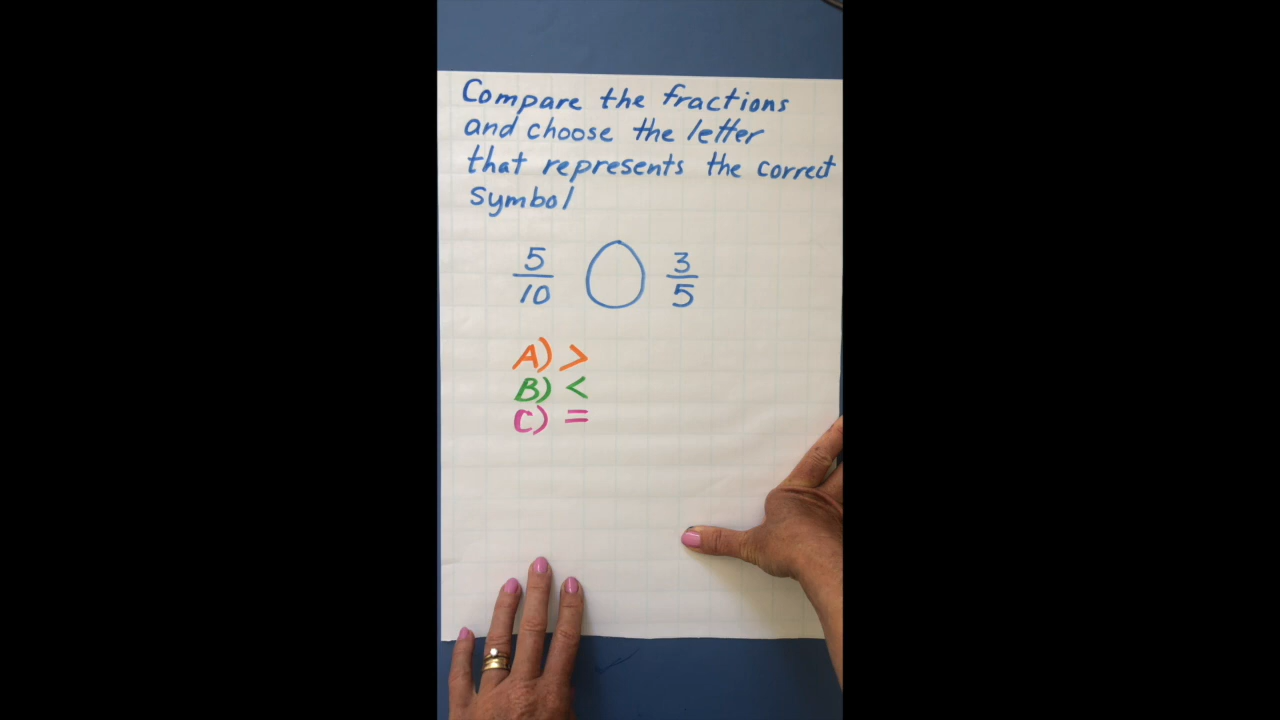 Compare the fractions
and choose the letter
that represents the correct
Symbol
5/10 ◯ 3/5
A) >
B) <
C) =